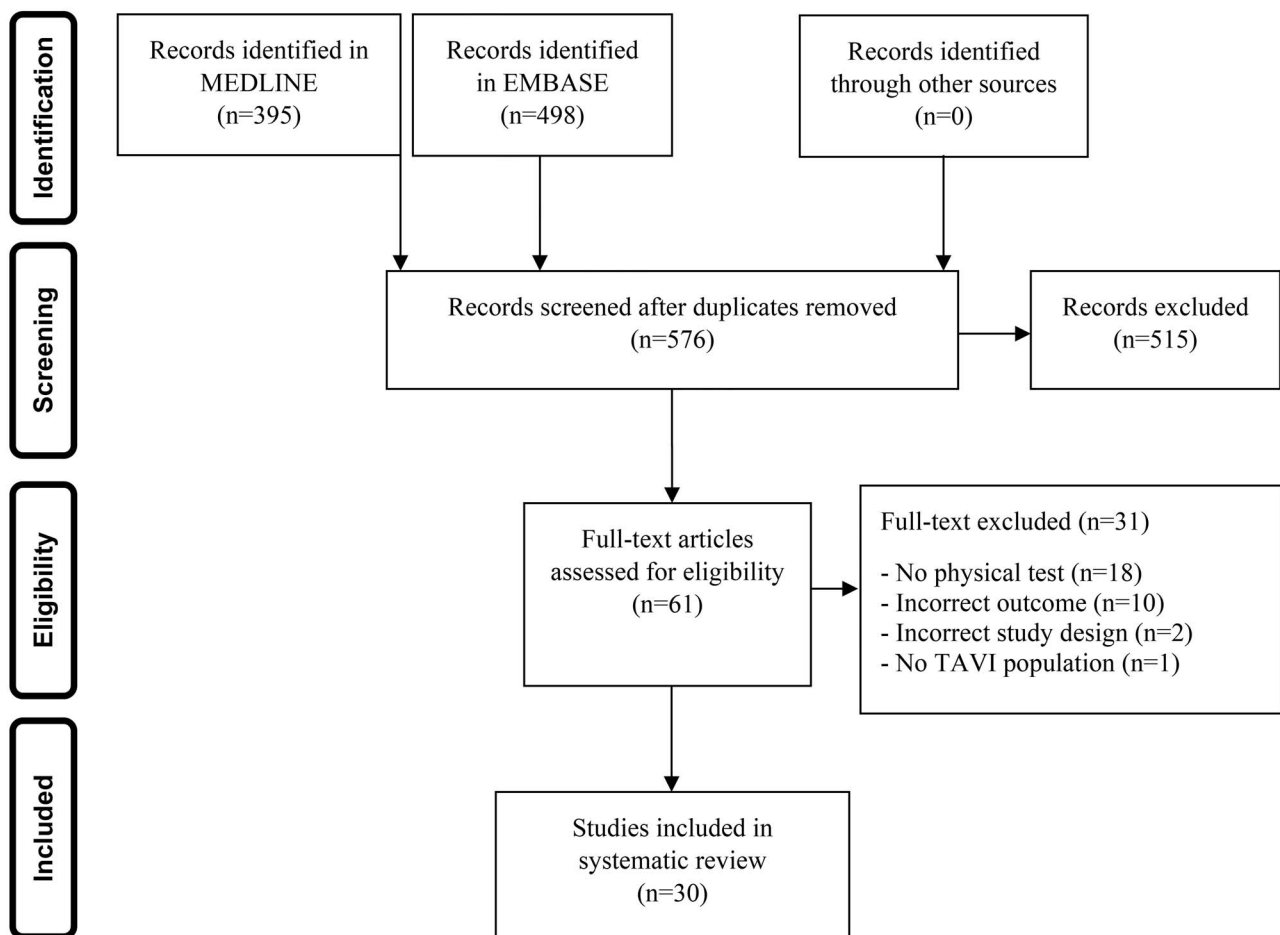 Identification
Records identified in
MEDLINE
(n=395)
Records identified
in EMBASE
(n=498)
Records identified
through other sources
(n=0)
Screening
Records screened after duplicates removed
(n=576)
Records excluded
(n=515)
Eligibility
Full-text articles
assessed for eligibility
(n=61)
Full-text excluded (n=31)
- No physical test (n=18)
- Incorrect outcome (n=10)
- Incorrect study design (n=2)
- No TAVI population (n=1)
Included
Studies included in
systematic review
(n=30)